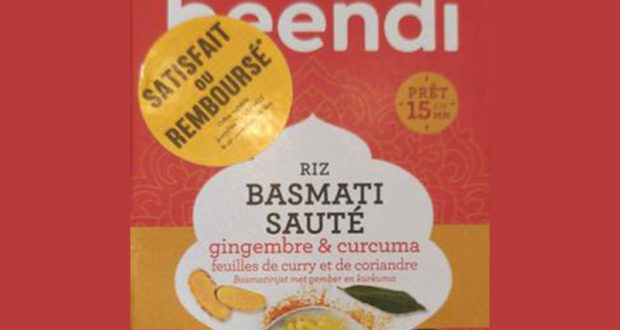 beendi
SATISFAIT
OU
REMBOURSÉ*
PRÊT
15 MIN
RIZ
BASMATI
SAUTÉ
gingembre & curcuma
feuilles de curry et de coriandre
Basmatirijst met gember en kurkuma